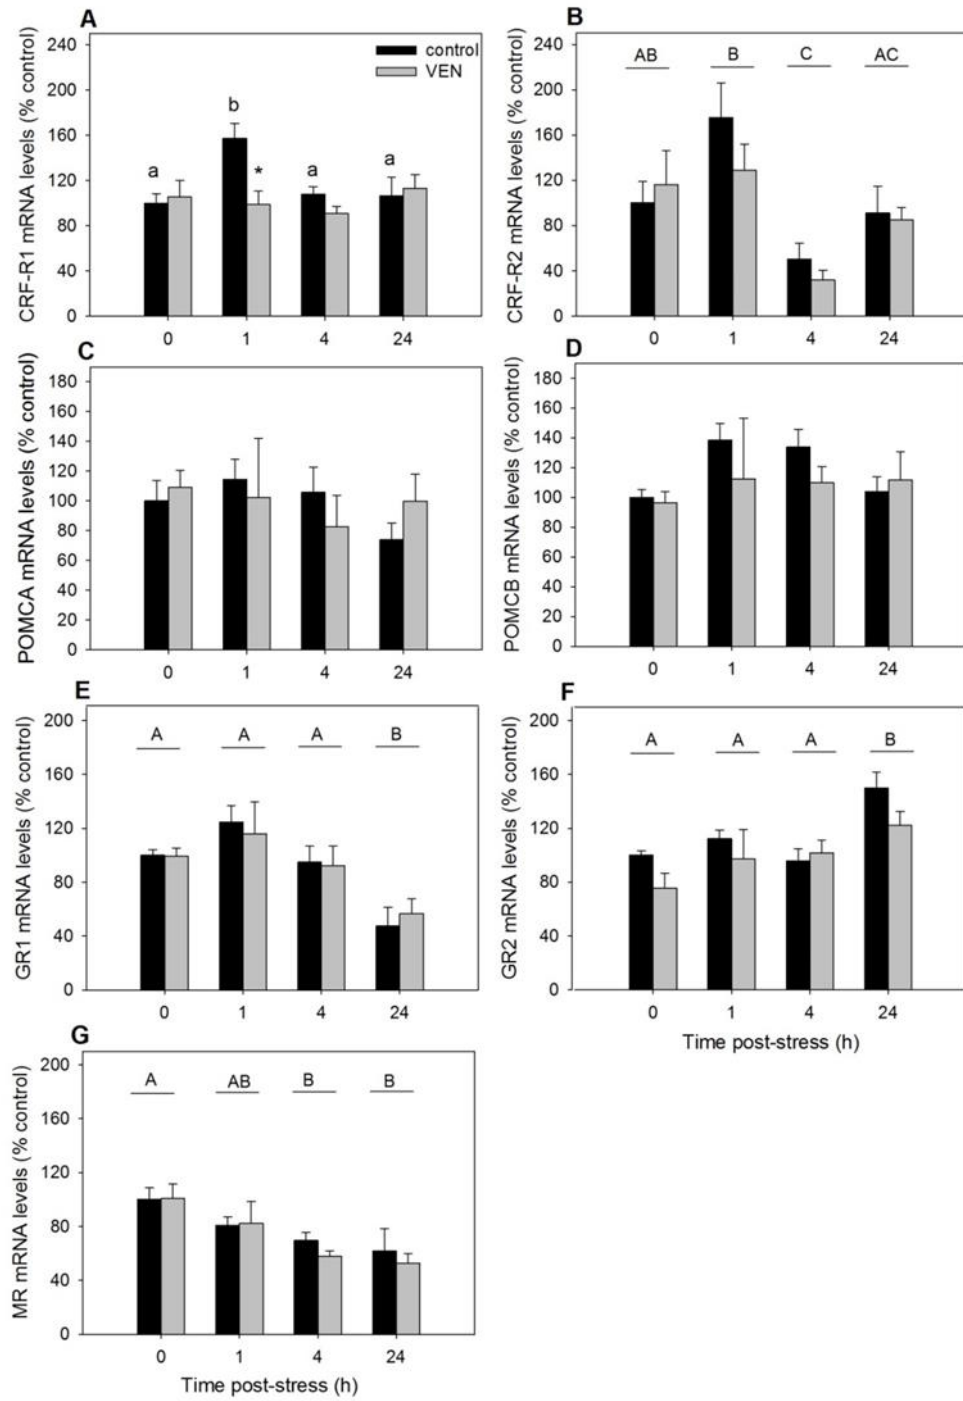 A
CRF-R1 mRNA levels (% control)
240
200
160
120
80
40
0
control
VEN
a
b
*
a
a
0 1 4 24
B
CRF-R2 mRNA levels (% control)
240
200
160
120
80
40
0
AB B C AC
0 1 4 24
C
POMCA mRNA levels (% control)
180
160
140
120
100
80
60
40
20
0
0 1 4 24
D
POMCB mRNA levels (% control)
180
160
140
120
100
80
60
40
20
0
0 1 4 24
E
GR1 mRNA levels (% control)
200
160
120
80
40
0
A A A B
0 1 4 24
F
GR2 mRNA levels (% control)
200
160
120
80
40
0
A A A B
0 1 4 24
Time post-stress (h)
G
MR mRNA levels (% control)
200
160
120
80
40
0
A AB B B
0 1 4 24
Time post-stress (h)